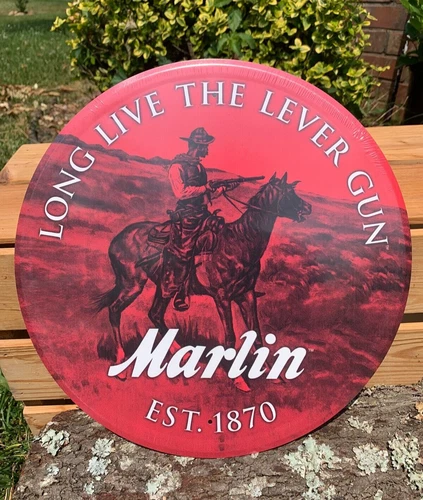 LONG LIVE THE LEVER GUN
Marlin
EST. 1870